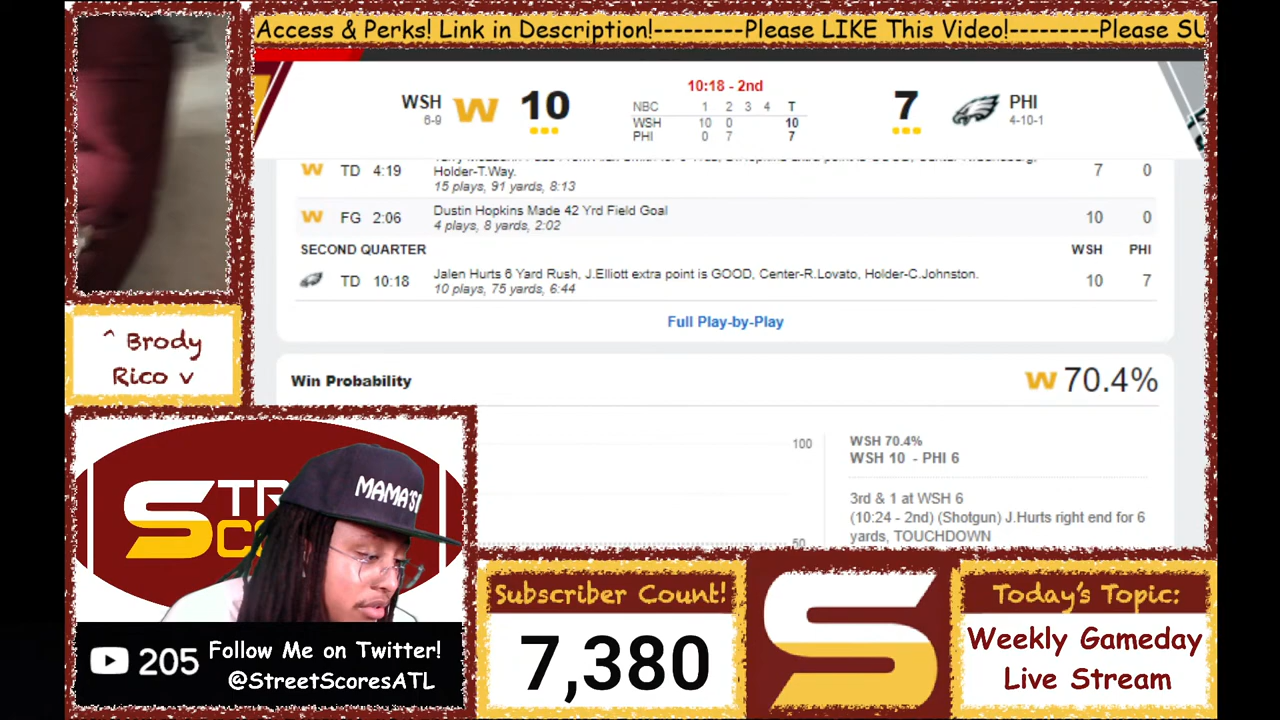 Access & Perks! Link in Description!---------Please LIKE This Video!---------Please SU
10:18 - 2nd
WSH W 10 NBC 1 2 3 4 T 7 PHI
6-9 WSH 10 0 10 4-10-1
PHI 0 7 7
W TD 4:19 7 0
Holder-T.Way.
15 plays, 91 yards, 8:13
W FG 2:06 Dustin Hopkins Made 42 Yrd Field Goal 10 0
4 plays, 8 yards, 2:02
SECOND QUARTER WSH PHI
TD 10:18 Jalen Hurts 6 Yard Rush, J.Elliott extra point is GOOD, Center-R.Lovato, Holder-C.Johnston. 10 7
10 plays, 75 yards, 6:44
Full Play-by-Play
Win Probability W 70.4%
100
50
WSH 70.4%
WSH 10 - PHI 6
3rd & 1 at WSH 6
(10:24 - 2nd) (Shotgun) J.Hurts right end for 6
yards, TOUCHDOWN
^ Brody
Rico v
STR
SCO
MAMA'S
205 Follow Me on Twitter!
@StreetScoresATL
Subscriber Count!
7,380
S
Today's Topic:
Weekly Gameday
Live Stream